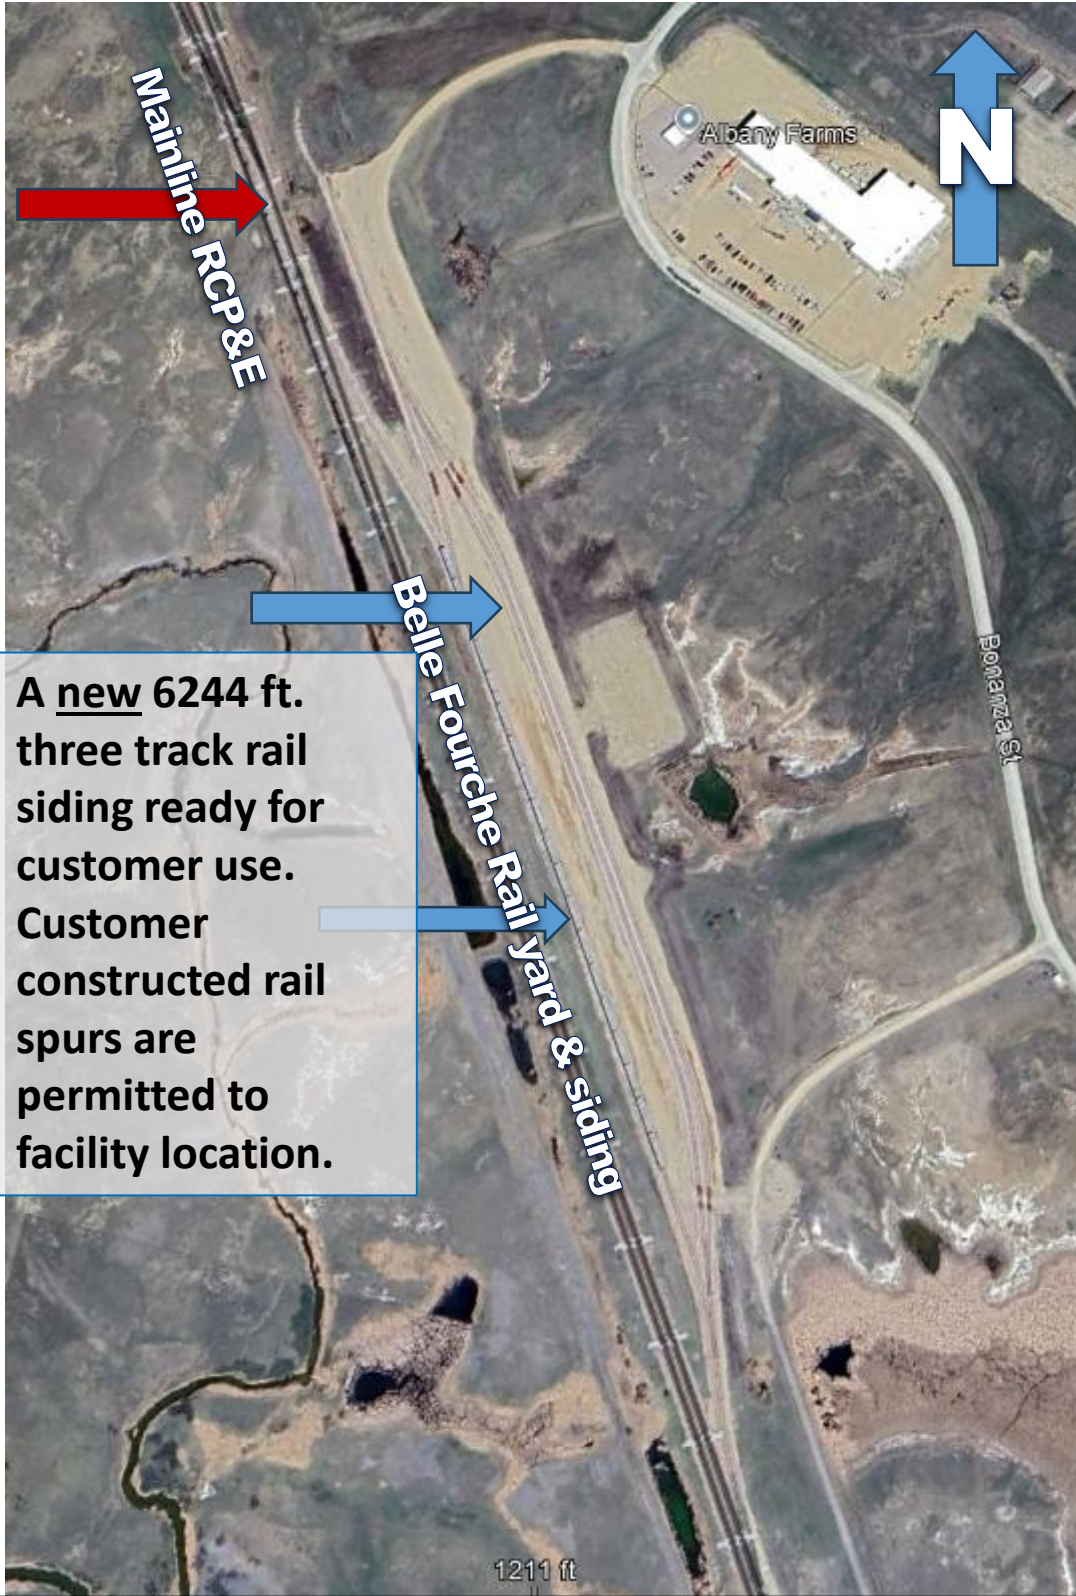 Mainline RCP&E
Albany Farms
N
Belle Fourche Rail yard & siding
Bonanza St
A new 6244 ft.
three track rail
siding ready for
customer use.
Customer
constructed rail
spurs are
permitted to
facility location.
1211 ft